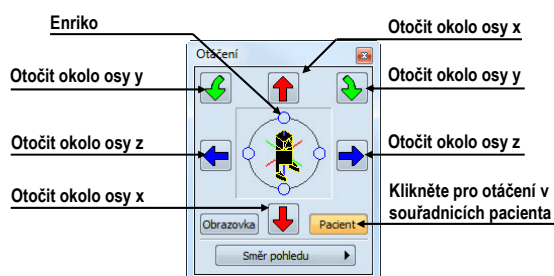 Enriko
Otočit okolo osy x
Otáčení
Otočit okolo osy y
Otočit okolo osy y
Otočit okolo osy z
Otočit okolo osy z
Otočit okolo osy x
Klikněte pro otáčení v
souřadnicích pacienta
Obrazovka
Pacient
Směr pohledu